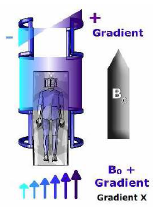 - +
Gradient
B₀
B₀ +
Gradient
Gradient X